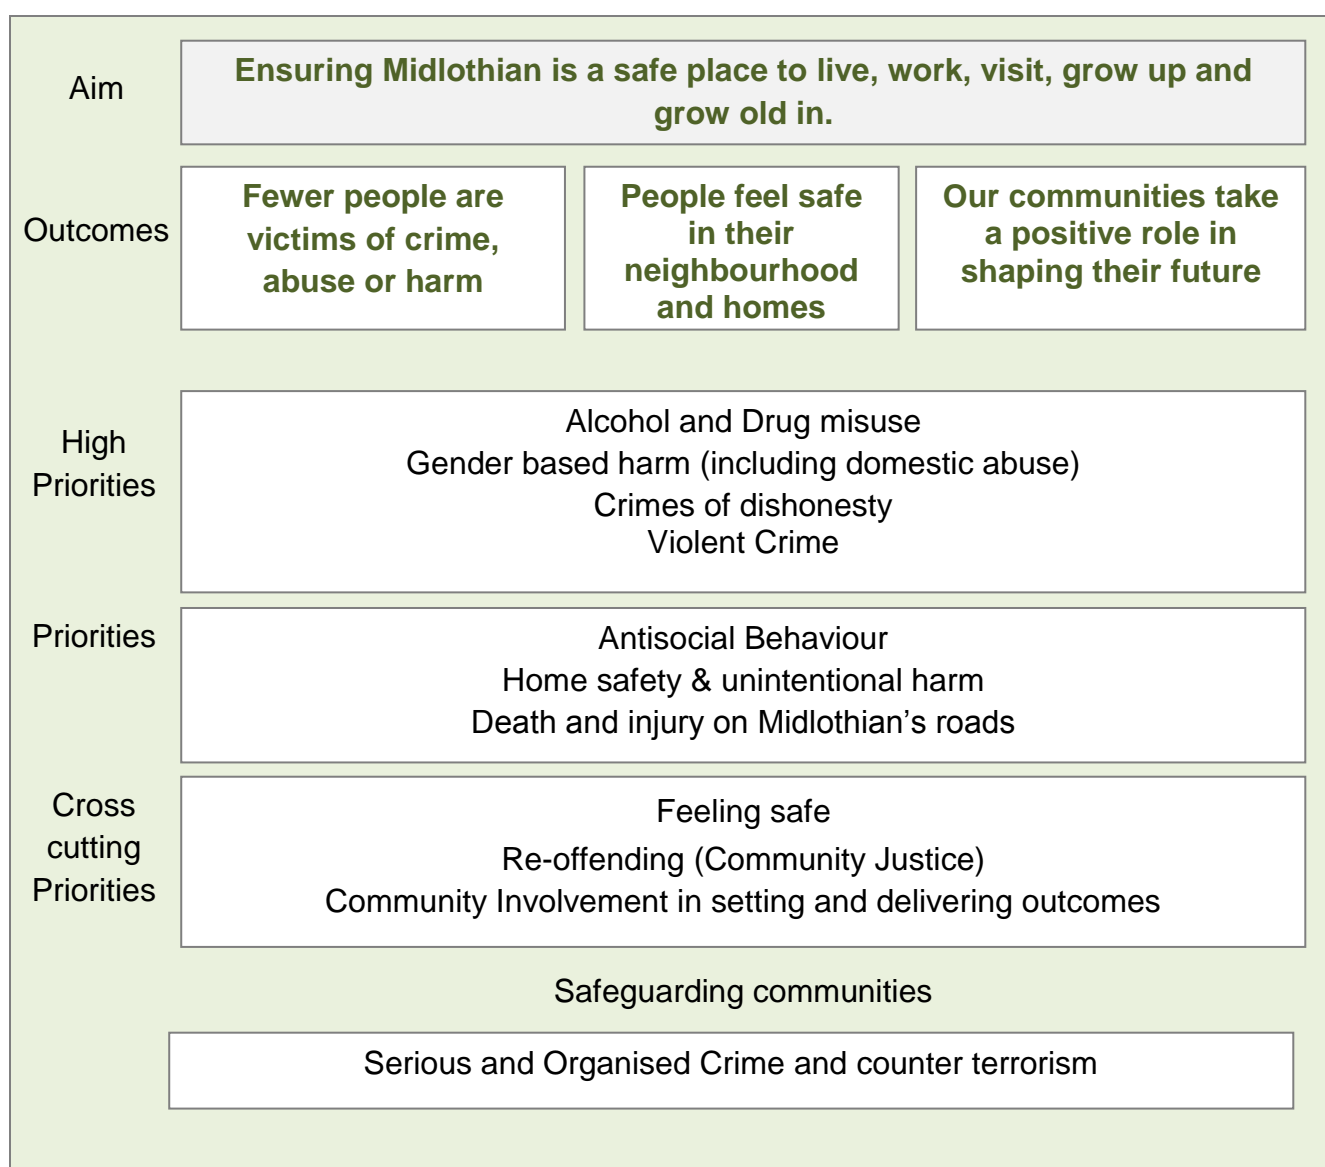 Aim
Ensuring Midlothian is a safe place to live, work, visit, grow up and
grow old in.
Outcomes
Fewer people are
victims of crime,
abuse or harm
People feel safe
in their
neighbourhood
and homes
Our communities take
a positive role in
shaping their future
High
Priorities
Alcohol and Drug misuse
Gender based harm (including domestic abuse)
Crimes of dishonesty
Violent Crime
Priorities
Antisocial Behaviour
Home safety & unintentional harm
Death and injury on Midlothian’s roads
Cross
cutting
Priorities
Feeling safe
Re-offending (Community Justice)
Community Involvement in setting and delivering outcomes
Safeguarding communities
Serious and Organised Crime and counter terrorism